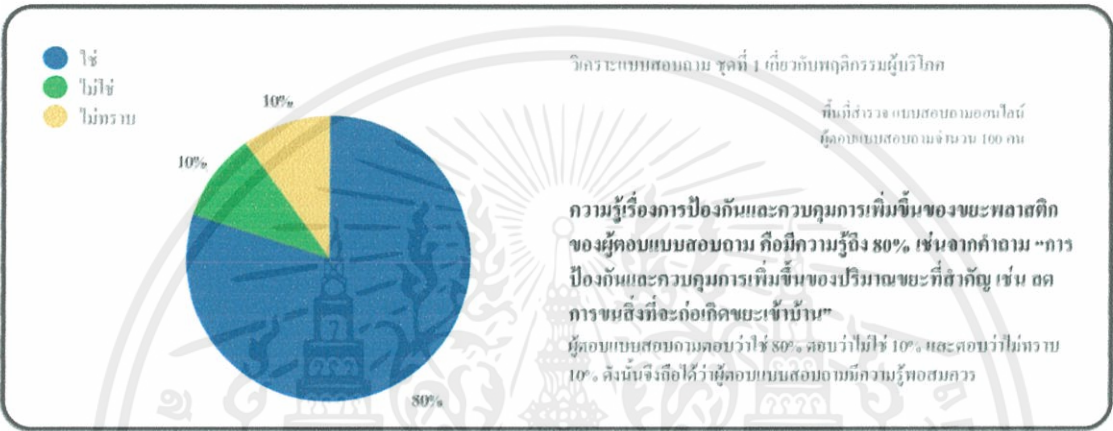 ใช่
ไม่ใช่
ไม่ทราบ
10%
10%
80%
วิเคราะแบบสอบถาม ชุดที่ 1 เกี่ยวกับพฤติกรรมผู้บริโภค
พื้นที่สำรวจ แบบสอบถามออนไลน์
ผู้ตอบแบบสอบถามจำนวน 100 คน
ความรู้เรื่องการป้องกันและควบคุมการเพิ่มขึ้นของขยะพลาสติก
ของผู้ตอบแบบสอบถาม คือมีความรู้ถึง 80% เช่นจากคำถาม “การ
ป้องกันและควบคุมการเพิ่มขึ้นของปริมาณขยะที่สำคัญ เช่น ลด
การขนสิ่งที่จะก่อเกิดขยะเข้าบ้าน”
ผู้ตอบแบบสอบถามตอบว่าใช่ 80% ตอบว่าไม่ใช่ 10% และตอบว่าไม่ทราบ
10% ดังนั้นจึงถือได้ว่าผู้ตอบแบบสอบถามมีความรู้พอสมควร